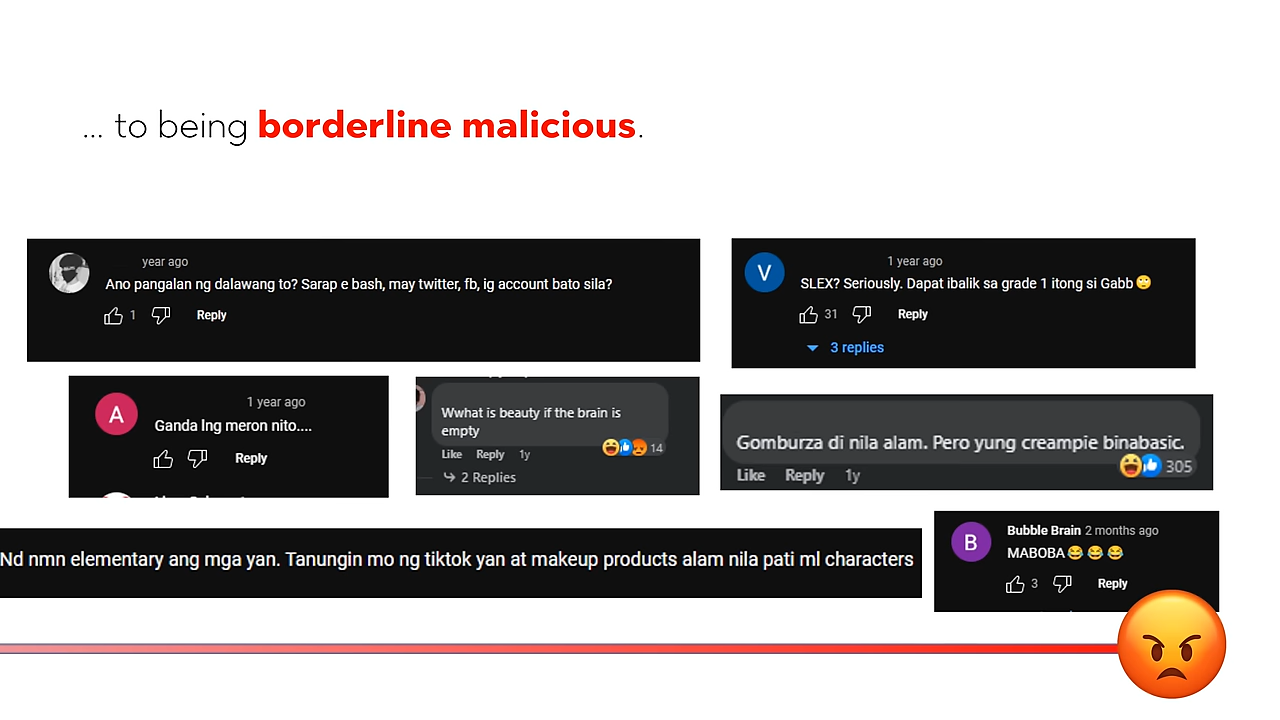 ... to being borderline malicious.
year ago
Ano pangalan ng dalawang to? Sarap e bash, may twitter, fb, ig account bato sila?
1 Reply
V
1 year ago
SLEX? Seriously. Dapat ibalik sa grade 1 itong si Gabb 🙄
31 Reply
3 replies
A
1 year ago
Ganda lng meron nito....
Reply
Wwhat is beauty if the brain is
empty
Like Reply 1y 14
2 Replies
Gomburza di nila alam. Pero yung creampie binabasic.
Like Reply 1y 305
Nd nmn elementary ang mga yan. Tanungin mo ng tiktok yan at makeup products alam nila pati ml characters
B
Bubble Brain 2 months ago
MABOBA😂 😂 😂
3 Reply